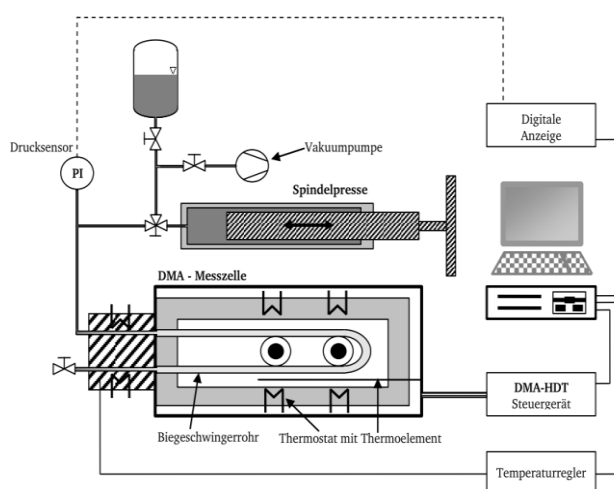 Digitale
Anzeige
Drucksensor
Vakuumpumpe
PI
Spindelpresse
DMA - Messzelle
DMA-HDT
Steuergerät
Biegeschwingerrohr
Thermostat mit Thermoelement
Temperaturregler